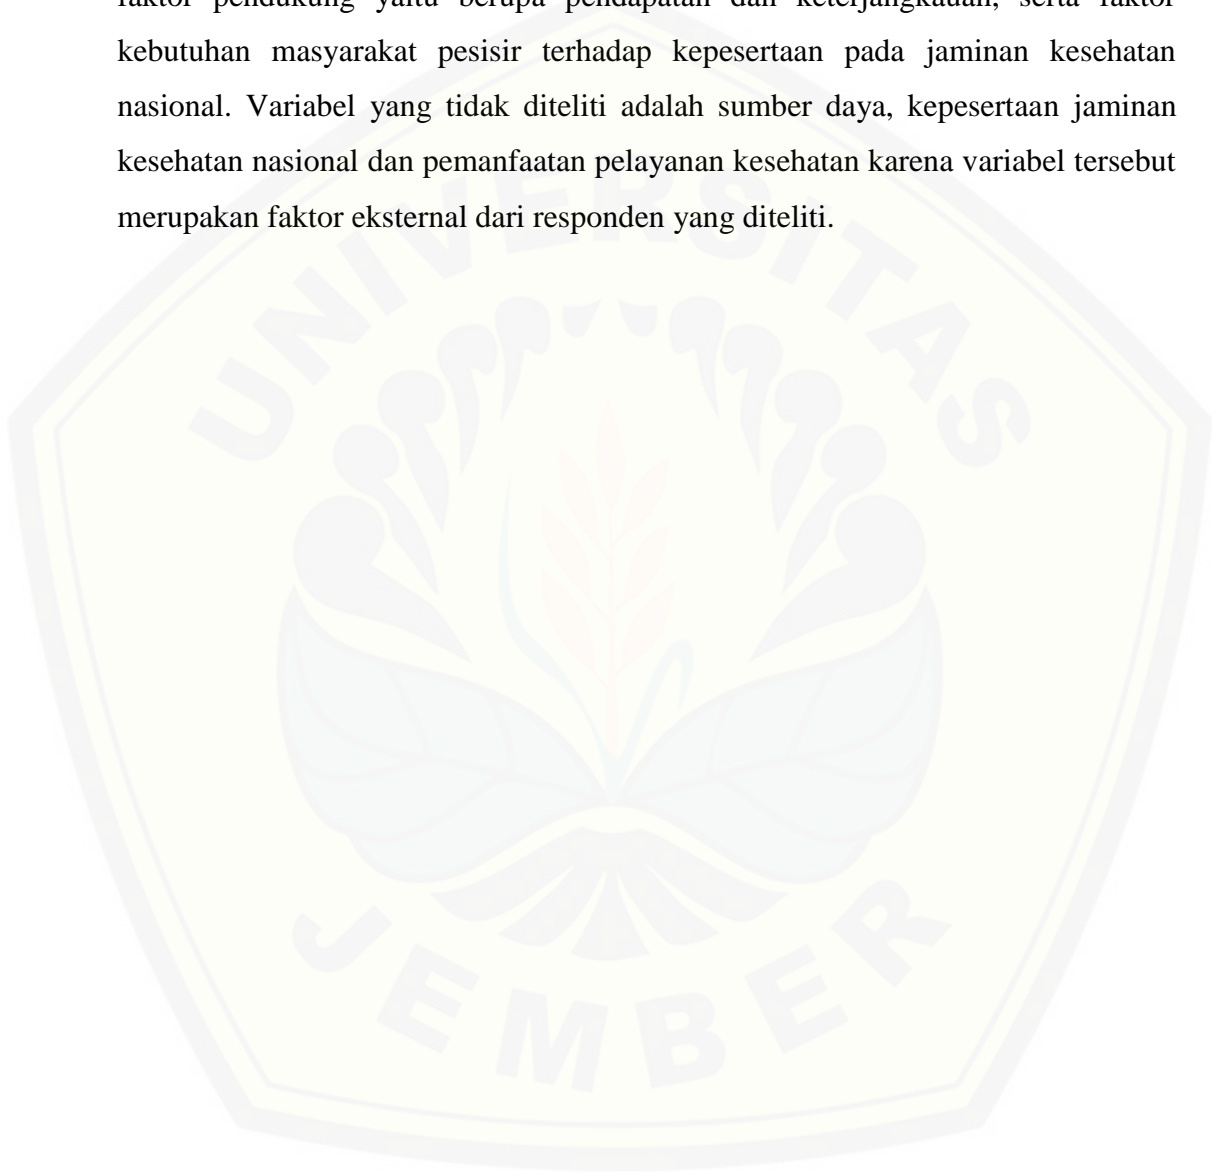 faktor pendukung yaitu berupa pendapatan dan keterjangkauan, serta faktor
kebutuhan masyarakat pesisir terhadap kepesertaan pada jaminan kesehatan
nasional. Variabel yang tidak diteliti adalah sumber daya, kepesertaan jaminan
kesehatan nasional dan pemanfaatan pelayanan kesehatan karena variabel tersebut
merupakan faktor eksternal dari responden yang diteliti.
UNIVERSITAS
JEMBER